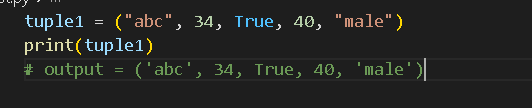 tuple1 = ("abc", 34, True, 40, "male")
print(tuple1)
# output = ('abc', 34, True, 40, 'male')